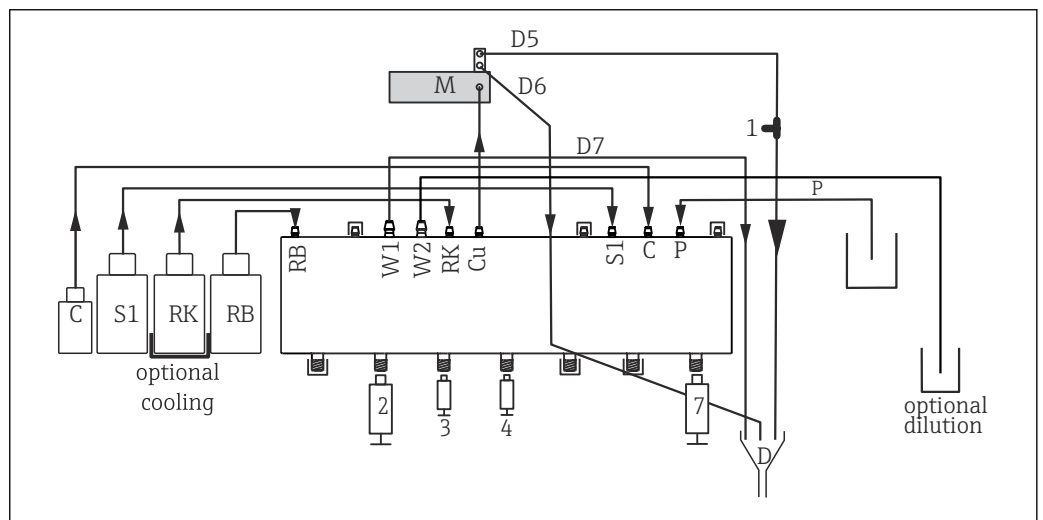 D5
M
D6
1
D7
P
RB
W1
W2
RK
Cu
S1
C
P
C
S1
RK
RB
optional
cooling
2
3
4
7
D
optional
dilution